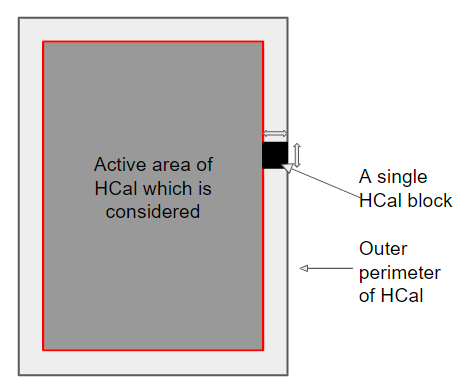 Active area of
HCal which is
considered
A single
HCal block
Outer
perimeter
of HCal